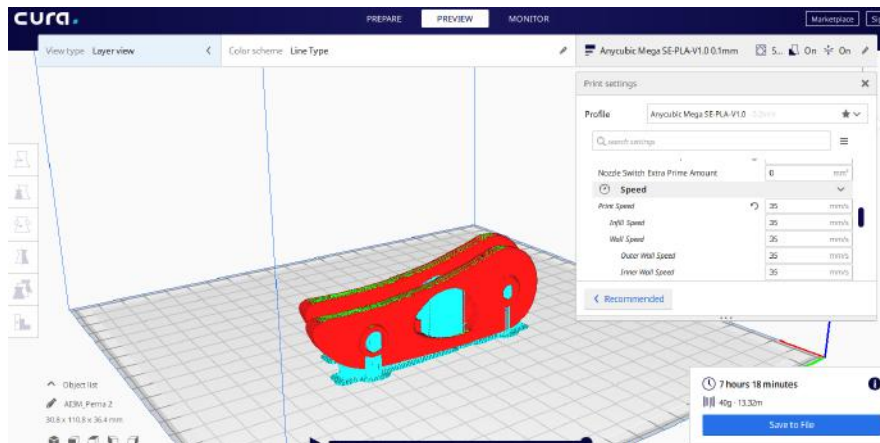 cura.
PREPARE PREVIEW MONITOR
Marketplace
View type Layer view
Color scheme Line Type
Anycubic Mega SE-PLA-V1.0 0.1mm
S... On On
Print settings
Profile Anycubic Mega SE-PLA-V1.0
search settings
Nozzle Switch Extra Prime Amount 0 mm³
Speed
Print Speed 35 mm/s
Infill Speed 35 mm/s
Wall Speed 35 mm/s
Outer Wall Speed 35 mm/s
Inner Wall Speed 35 mm/s
Recommended
Object list
30.8 x 110.8 x 36.4 mm
7 hours 18 minutes
40g · 13.32m
Save to File